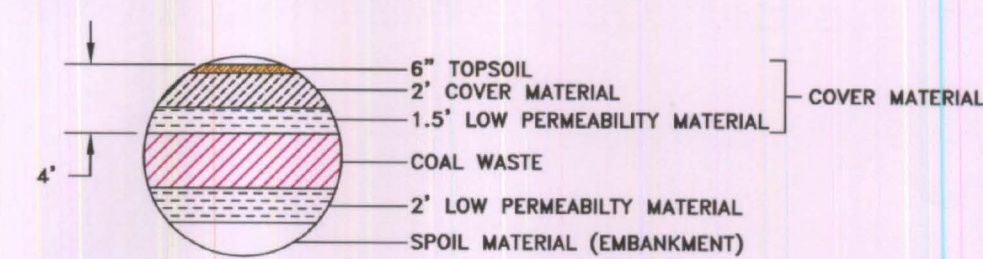 6" TOPSOIL
2' COVER MATERIAL
1.5' LOW PERMEABILITY MATERIAL
COVER MATERIAL
4'
COAL WASTE
2' LOW PERMEABILTY MATERIAL
SPOIL MATERIAL (EMBANKMENT)